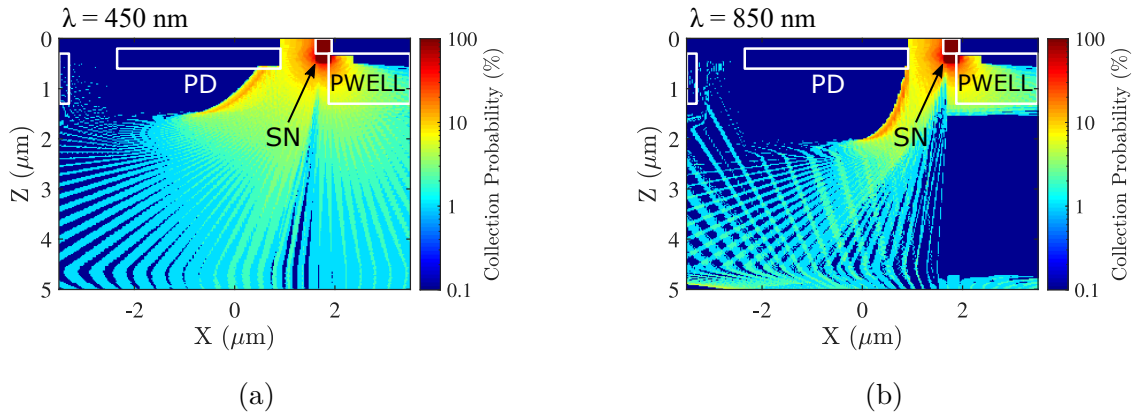 λ = 450 nm
0
1
2
3
4
5
Z (μm)
-2
0
2
X (μm)
PD
SN
PWELL
100
10
1
0.1
Collection Probability (%)
(a)
λ = 850 nm
0
1
2
3
4
5
Z (μm)
-2
0
2
X (μm)
PD
SN
PWELL
100
10
1
0.1
Collection Probability (%)
(b)